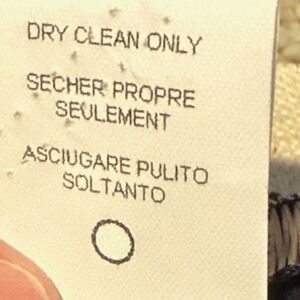 DRY CLEAN ONLY
SECHER PROPRE
SEULEMENT
ASCIUGARE PULITO
SOLTANTO